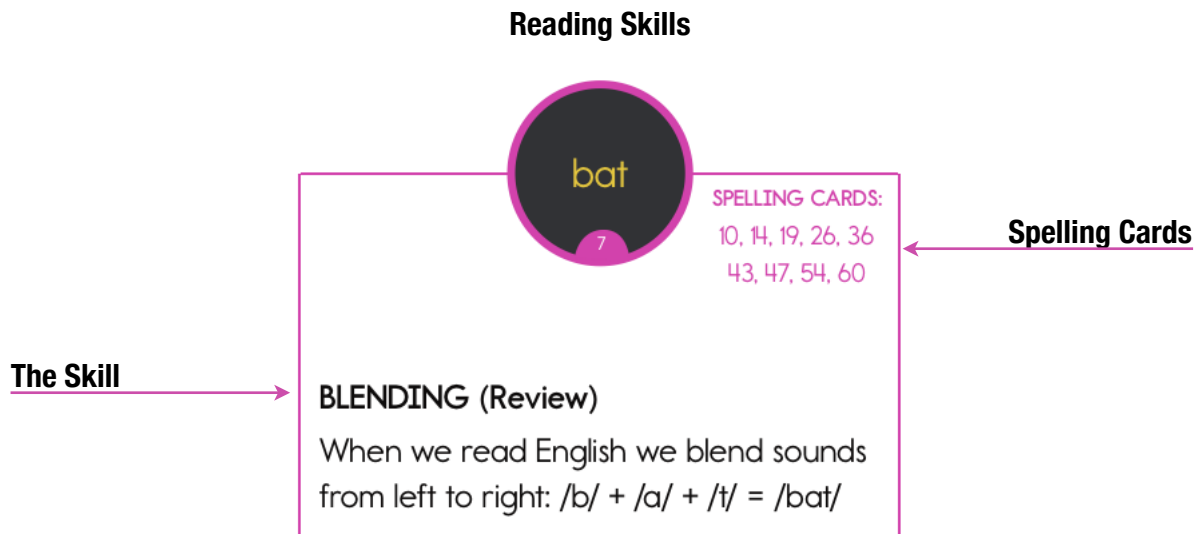 Reading Skills
bat
7
SPELLING CARDS:
10, 14, 19, 26, 36
43, 47, 54, 60
Spelling Cards
The Skill
BLENDING (Review)
When we read English we blend sounds
from left to right: /b/ + /a/ + /t/ = /bat/